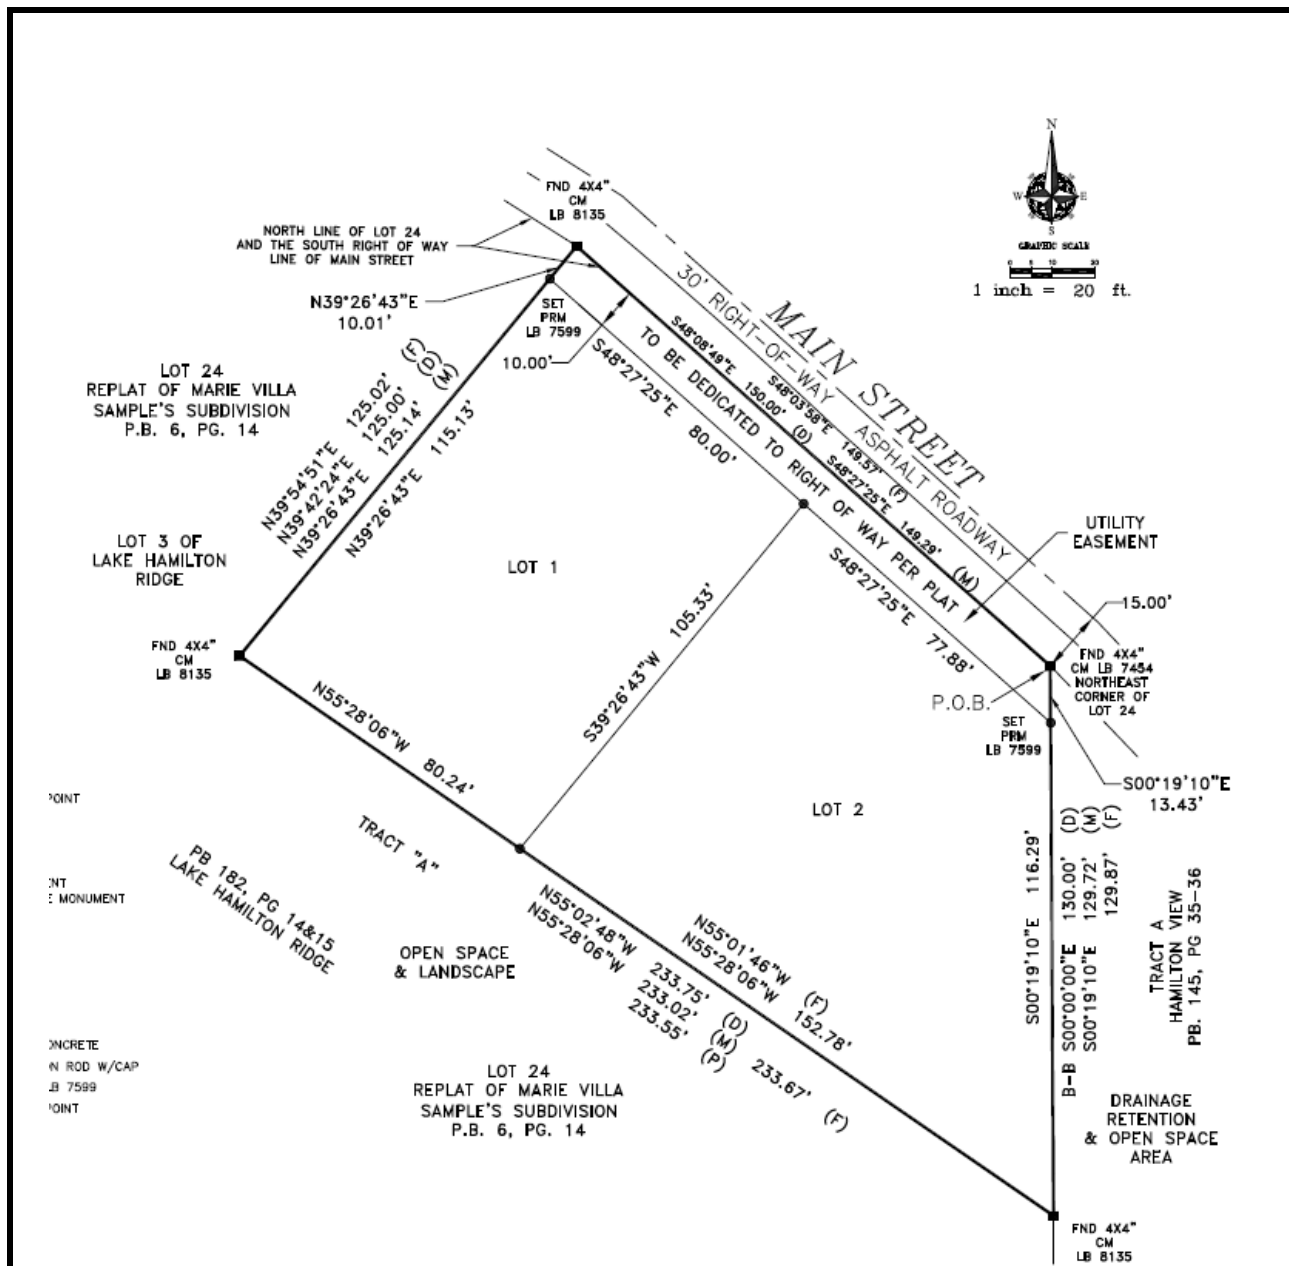 N
W
E
S
GRAPHIC SCALE
0 5 10 20
1 inch = 20 ft.
FND 4X4"
CM
LB 8135
NORTH LINE OF LOT 24
AND THE SOUTH RIGHT OF WAY
LINE OF MAIN STREET
N39°26'43"E
10.01'
SET
PRM
LB 7599
10.00'
MAIN STREET
30' RIGHT-OF-WAY ASPHALT ROADWAY
S48°03'58"E 149.57' (F)
S48°08'49"E 150.00' (D)
S48°27'25"E 149.29' (M)
TO BE DEDICATED TO RIGHT OF WAY PER PLAT
S48°27'25"E 80.00'
S48°27'25"E 77.88'
UTILITY
EASEMENT
15.00'
LOT 24
REPLAT OF MARIE VILLA
SAMPLE'S SUBDIVISION
P.B. 6, PG. 14
N39°54'51"E 125.02' (F)
N39°42'24"E 125.00' (D)
N39°26'43"E 125.14' (M)
N39°26'43"E 115.13'
LOT 3 OF
LAKE HAMILTON
RIDGE
LOT 1
FND 4X4"
CM
LB 8135
S39°26'43"W 105.33'
FND 4X4"
CM LB 7454
NORTHEAST
CORNER OF
LOT 24
P.O.B.
SET
PRM
LB 7599
S00°19'10"E
13.43'
N55°28'06"W 80.24'
LOT 2
TRACT "A"
PB 182, PG 14&15
LAKE HAMILTON RIDGE
OPEN SPACE
& LANDSCAPE
N55°01'46"W 233.67' (F)
N55°28'06"W 152.78'
N55°02'48"W 233.75' (D)
N55°28'06"W 233.02' (M)
233.55' (P)
(F)
S00°19'10"E 116.29'
B-B S00°00'00"E 130.00' (D)
S00°19'10"E 129.72' (M)
129.87' (F)
TRACT A
HAMILTON VIEW
PB. 145, PG 35-36
LOT 24
REPLAT OF MARIE VILLA
SAMPLE'S SUBDIVISION
P.B. 6, PG. 14
DRAINAGE
RETENTION
& OPEN SPACE
AREA
FND 4X4"
CM
LB 8135
POINT
MONUMENT
ROD W/CAP
7599
POINT